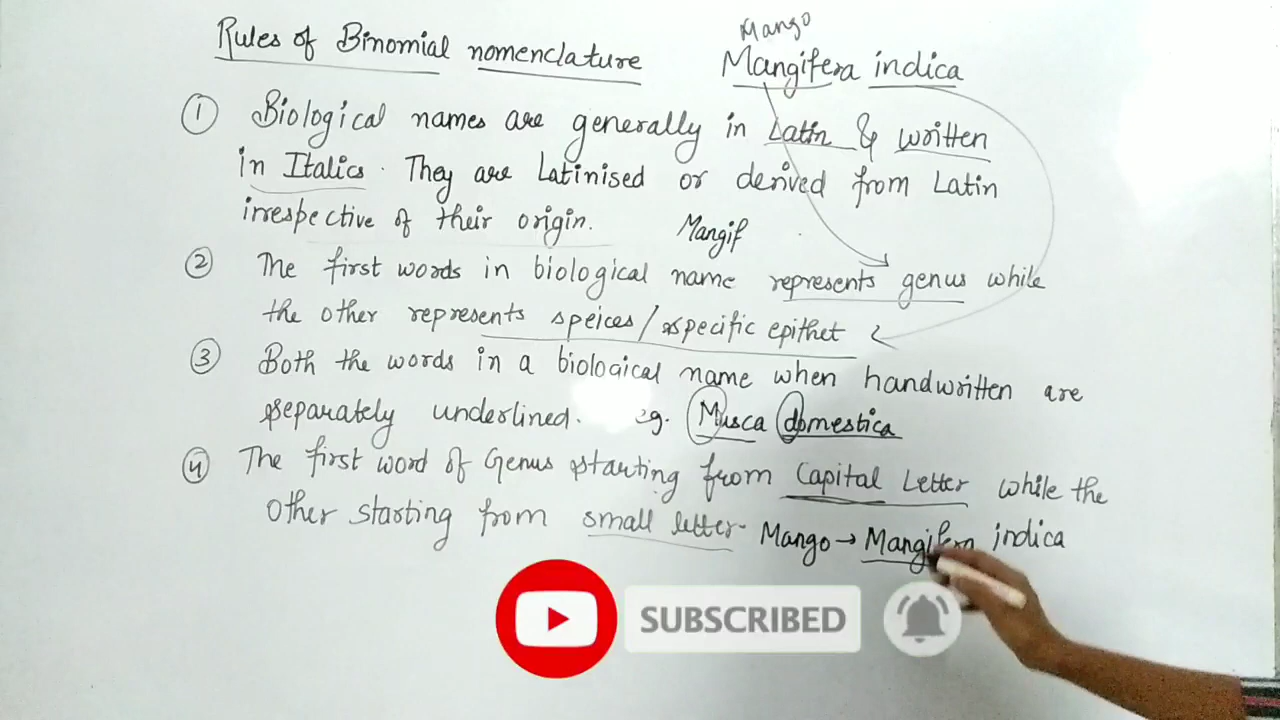 Rules of Binomial nomenclature
Mango
Mangifera indica
① Biological names are generally in Latin & written
in Italics. They are Latinised or derived from Latin
irrespective of their origin.
Mangif
② The first words in biological name represents genus while
the other represents speices/specific epithet
③ Both the words in a biological name when handwritten are
separately underlined. eg. Musca domestica
④ The first word of Genus starting from Capital Letter while the
other starting from small letter. Mango → Mangifera indica
SUBSCRIBED